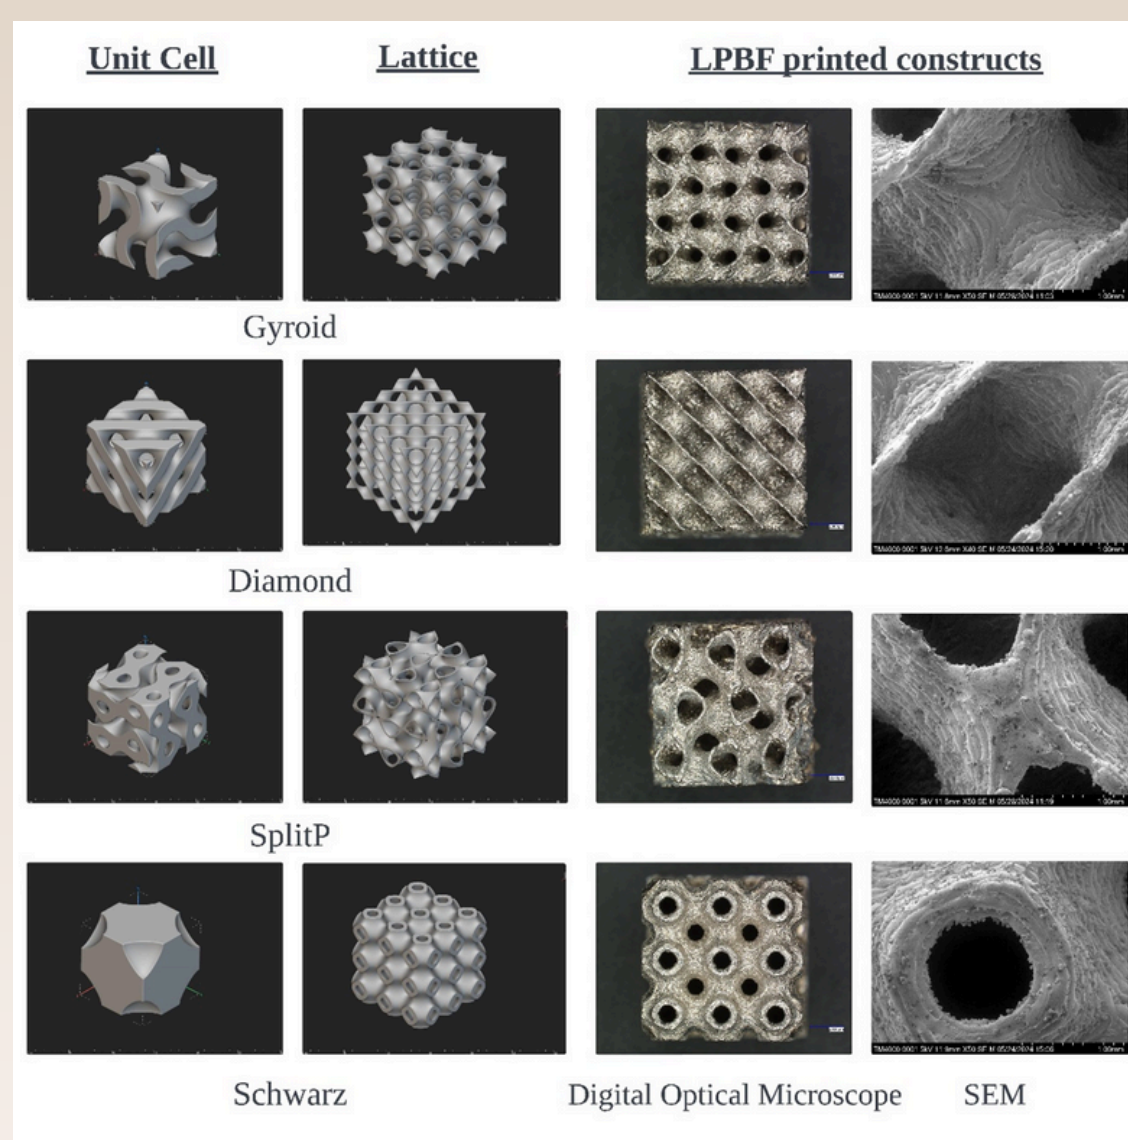 Unit Cell
Lattice
LPBF printed constructs
Gyroid
Diamond
SplitP
Schwarz
Digital Optical Microscope
SEM